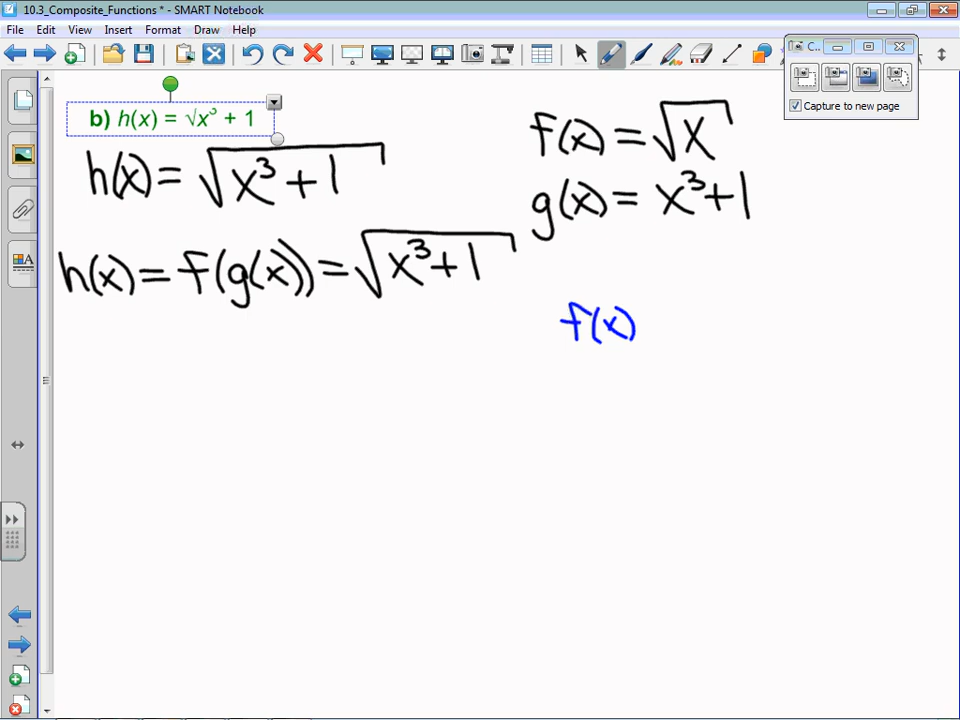 10.3_Composite_Functions * - SMART Notebook
File Edit View Insert Format Draw Help
C...
Capture to new page
b) h(x) = √x³ + 1
h(x) = √x³+1
f(x) = √x
g(x) = x³+1
h(x) = f(g(x)) = √x³+1
f(x)